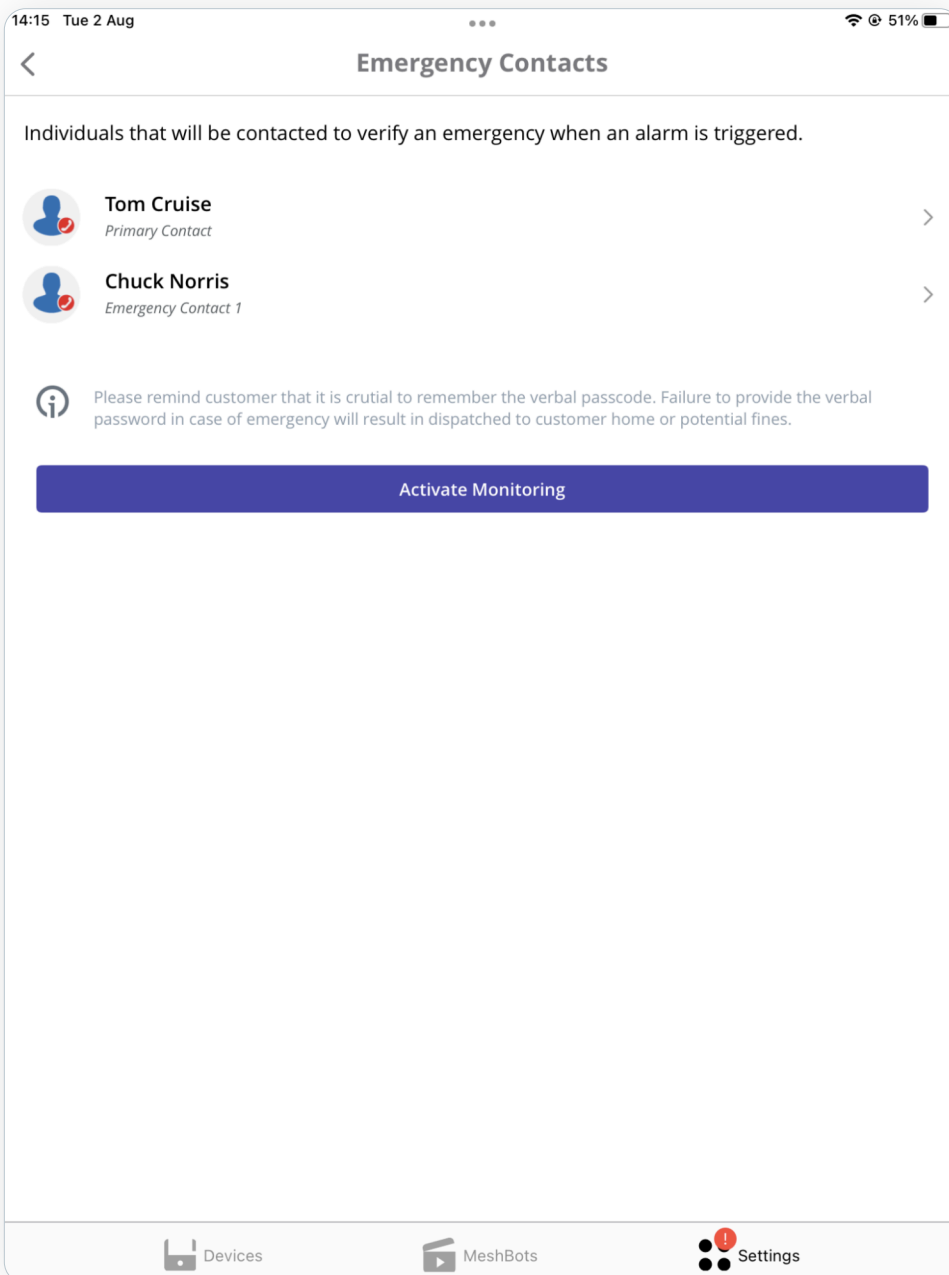 14:15 Tue 2 Aug
51%
Emergency Contacts
Individuals that will be contacted to verify an emergency when an alarm is triggered.
Tom Cruise
Primary Contact
Chuck Norris
Emergency Contact 1
Please remind customer that it is crutial to remember the verbal passcode. Failure to provide the verbal
password in case of emergency will result in dispatched to customer home or potential fines.
Activate Monitoring
Devices
MeshBots
!
Settings